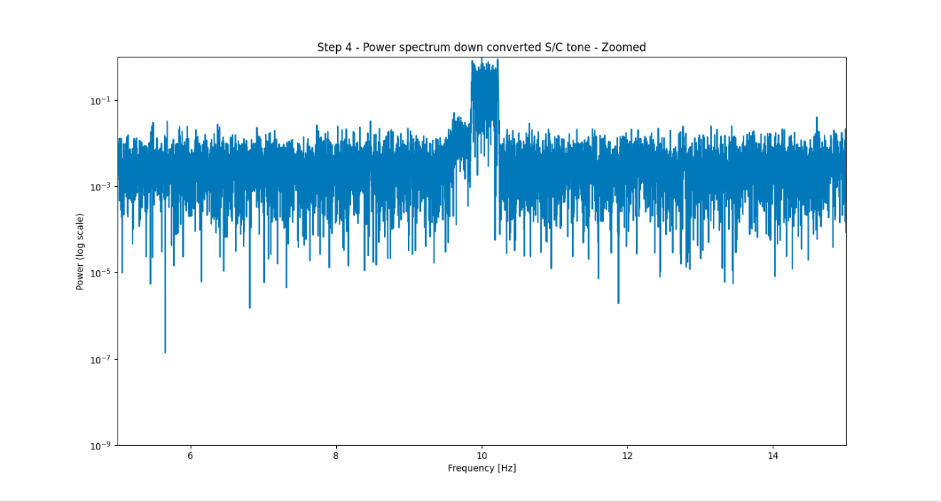 Step 4 - Power spectrum down converted S/C tone - Zoomed
Power (log scale)
10⁻¹
10⁻³
10⁻⁵
10⁻⁷
10⁻⁹
6 8 10 12 14
Frequency [Hz]